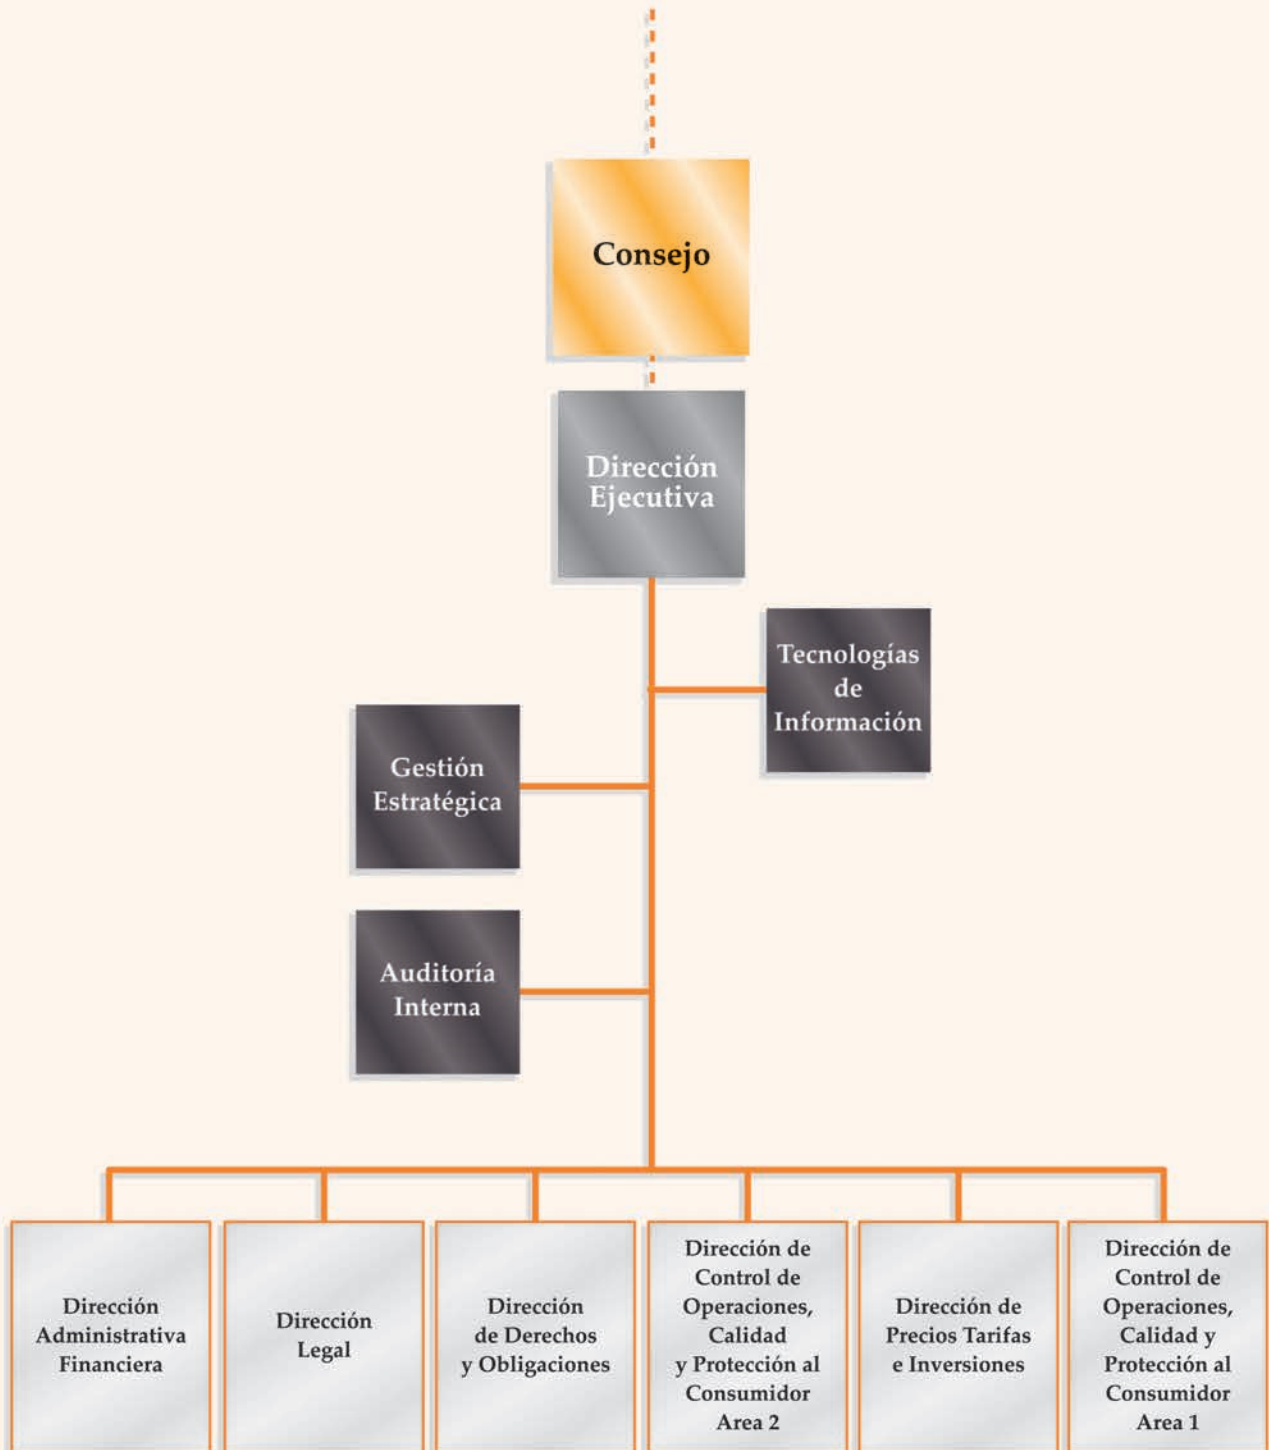 Consejo
Dirección
Ejecutiva
Tecnologías
de
Información
Gestión
Estratégica
Auditoría
Interna
Dirección
Administrativa
Financiera
Dirección
Legal
Dirección
de Derechos
y Obligaciones
Dirección de
Control de
Operaciones,
Calidad
y Protección al
Consumidor
Area 2
Dirección de
Precios Tarifas
e Inversiones
Dirección de
Control de
Operaciones,
Calidad y
Protección al
Consumidor
Area 1